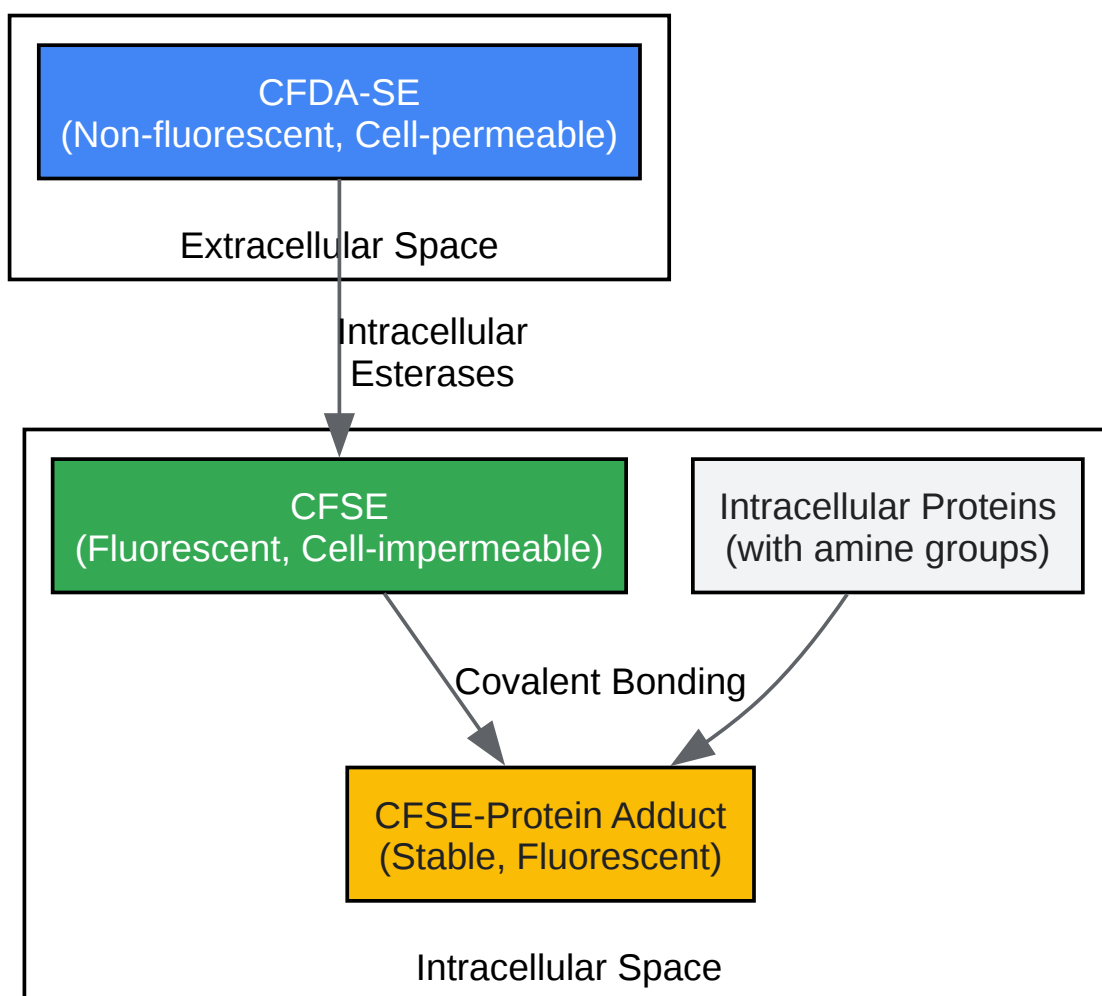 CFDA-SE
(Non-fluorescent, Cell-permeable)
Extracellular Space
Intracellular
Esterases
CFSE
(Fluorescent, Cell-impermeable)
Intracellular Proteins
(with amine groups)
Covalent Bonding
CFSE-Protein Adduct
(Stable, Fluorescent)
Intracellular Space